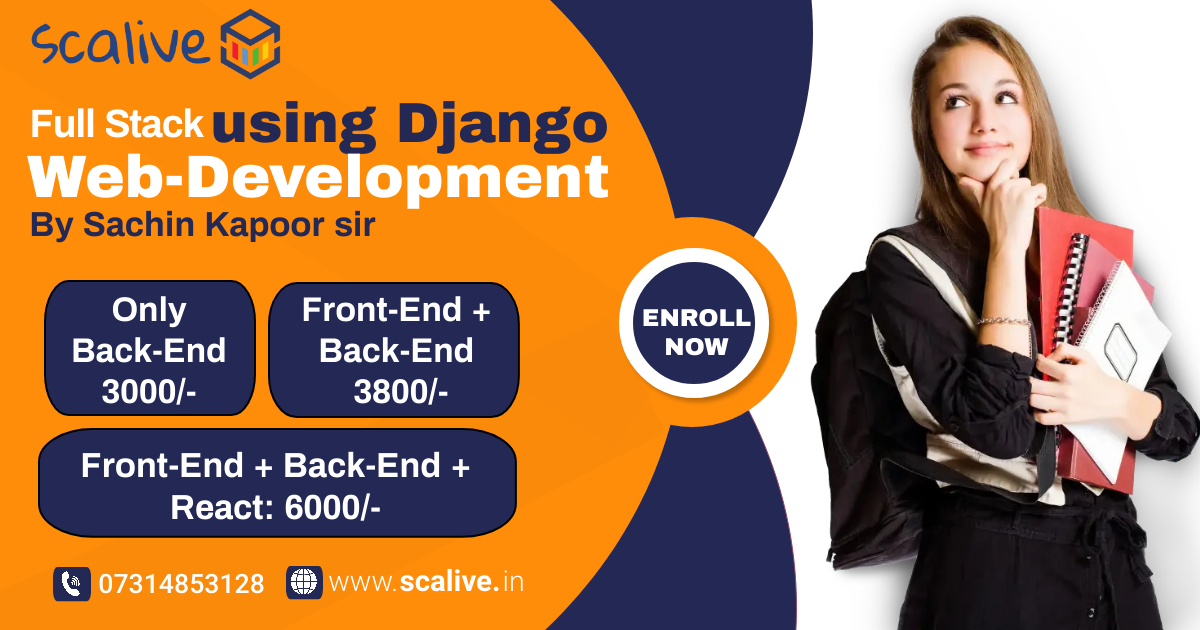 scalive
Full Stack using Django
Web-Development
By Sachin Kapoor sir
Only
Back-End
3000/-
Front-End +
Back-End
3800/-
Front-End + Back-End +
React: 6000/-
ENROLL
NOW
07314853128
www.scalive.in